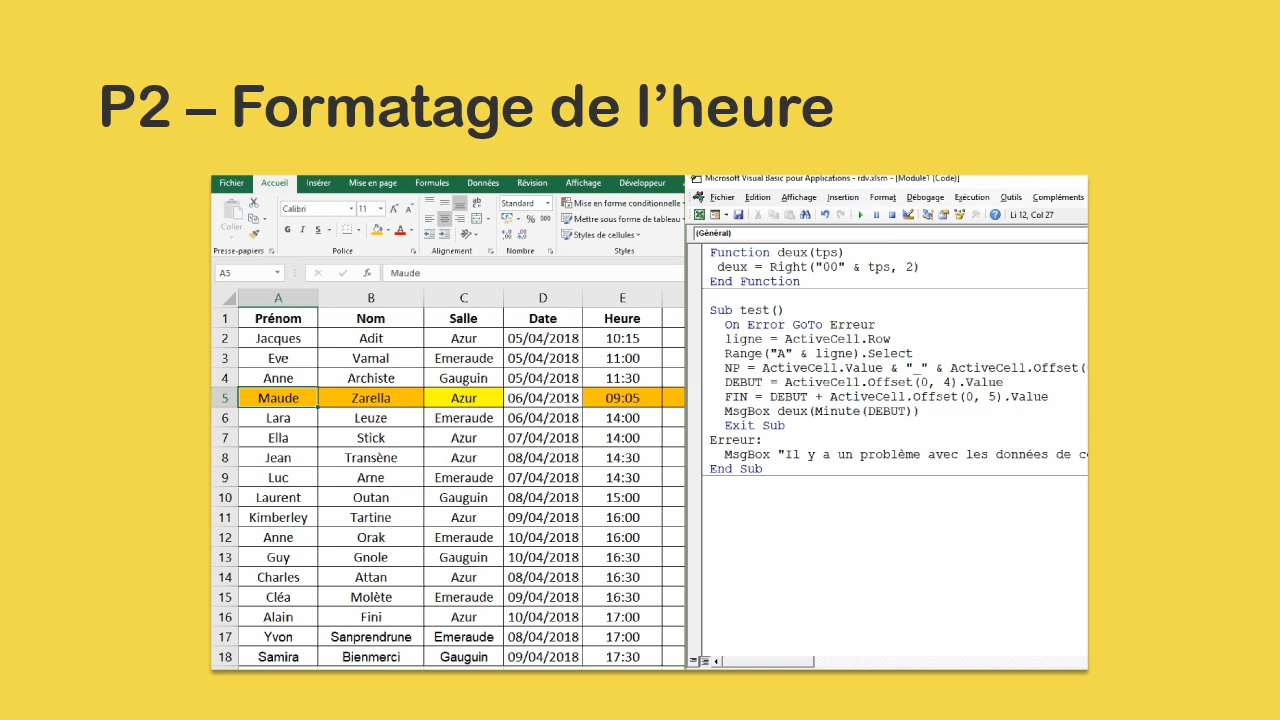 P2 – Formatage de l’heure
Fichier Accueil Insérer Mise en page Formules Données Révision Affichage Développeur
Coller
Calibri 11
G I S
Standard
% 000
Mise en forme conditionnelle
Mettre sous forme de tableau
Styles de cellules
Presse-papiers Police Alignement Nombre Styles
A5 fx Maude
A B C D E
1 Prénom Nom Salle Date Heure
2 Jacques Adit Azur 05/04/2018 10:15
3 Eve Vamal Emeraude 05/04/2018 11:00
4 Anne Archiste Gauguin 05/04/2018 11:30
5 Maude Zarella Azur 06/04/2018 09:05
6 Lara Leuze Emeraude 06/04/2018 14:00
7 Ella Stick Azur 07/04/2018 14:00
8 Jean Transène Azur 08/04/2018 14:30
9 Luc Arne Emeraude 07/04/2018 14:30
10 Laurent Outan Gauguin 08/04/2018 15:00
11 Kimberley Tartine Azur 09/04/2018 16:00
12 Anne Orak Emeraude 10/04/2018 16:00
13 Guy Gnole Gauguin 10/04/2018 16:30
14 Charles Attan Azur 08/04/2018 16:30
15 Cléa Molète Emeraude 09/04/2018 16:30
16 Alain Fini Azur 10/04/2018 17:00
17 Yvon Sanprendrune Emeraude 08/04/2018 17:00
18 Samira Bienmerci Gauguin 09/04/2018 17:30
Microsoft Visual Basic pour Applications - rdv.xlsm - [Module1 (Code)]
Fichier Edition Affichage Insertion Format Débogage Exécution Outils Compléments
Li 12, Col 27
(Général)
Function deux(tps)
deux = Right("00" & tps, 2)
End Function
Sub test()
On Error GoTo Erreur
ligne = ActiveCell.Row
Range("A" & ligne).Select
NP = ActiveCell.Value & "_" & ActiveCell.Offset(
DEBUT = ActiveCell.Offset(0, 4).Value
FIN = DEBUT + ActiveCell.Offset(0, 5).Value
MsgBox deux(Minute(DEBUT))
Exit Sub
Erreur:
MsgBox "Il y a un problème avec les données de c
End Sub